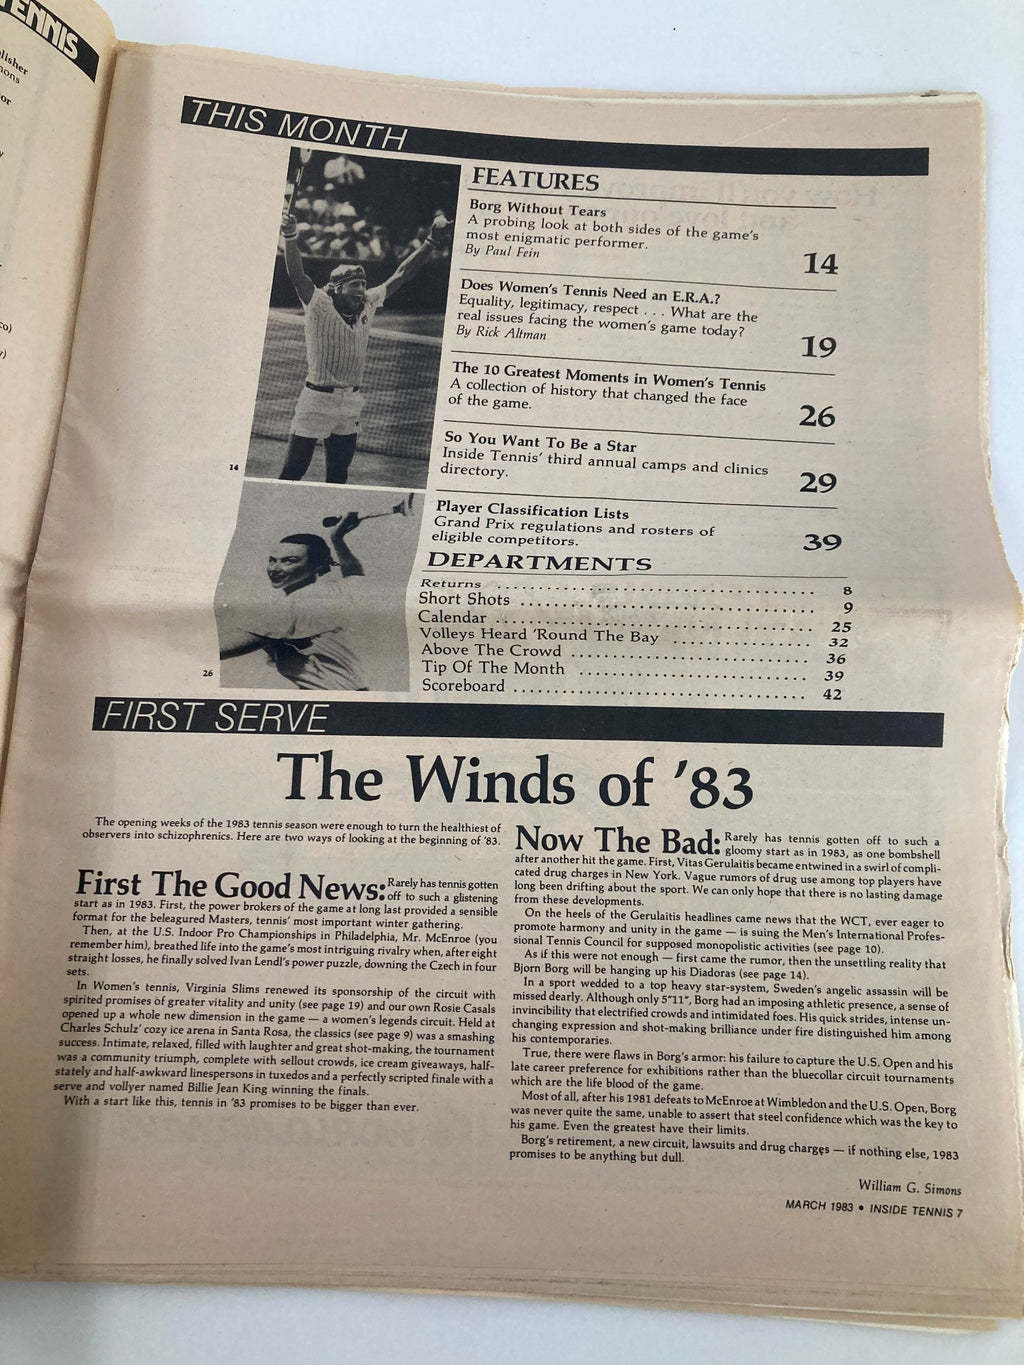 TENNIS
THIS MONTH
FEATURES
Borg Without Tears
A probing look at both sides of the game's
most enigmatic performer.
By Paul Fein
14
Does Women's Tennis Need an E.R.A.?
Equality, legitimacy, respect . . . What are the
real issues facing the women's game today?
By Rick Altman
19
The 10 Greatest Moments in Women's Tennis
A collection of history that changed the face
of the game.
26
So You Want To Be a Star
Inside Tennis' third annual camps and clinics
directory.
29
Player Classification Lists
Grand Prix regulations and rosters of
eligible competitors.
39
14
26
DEPARTMENTS
Returns 8
Short Shots 9
Calendar 25
Volleys Heard 'Round The Bay 32
Above The Crowd 36
Tip Of The Month 39
Scoreboard 42
FIRST SERVE
The Winds of '83
The opening weeks of the 1983 tennis season were enough to turn the healthiest of
observers into schizophrenics. Here are two ways of looking at the beginning of '83.
First The Good News: Rarely has tennis gotten
off to such a glistening
start as in 1983. First, the power brokers of the game at long last provided a sensible
format for the beleagured Masters, tennis' most important winter gathering.
Then, at the U.S. Indoor Pro Championships in Philadelphia, Mr. McEnroe (you
remember him), breathed life into the game's most intriguing rivalry when, after eight
straight losses, he finally solved Ivan Lendl's power puzzle, downing the Czech in four
sets.
In Women's tennis, Virginia Slims renewed its sponsorship of the circuit with
spirited promises of greater vitality and unity (see page 19) and our own Rosie Casals
opened up a whole new dimension in the game — a women's legends circuit. Held at
Charles Schulz' cozy ice arena in Santa Rosa, the classics (see page 9) was a smashing
success. Intimate, relaxed, filled with laughter and great shot-making, the tournament
was a community triumph, complete with sellout crowds, ice cream giveaways, half-
stately and half-awkward linespersons in tuxedos and a perfectly scripted finale with a
serve and vollyer named Billie Jean King winning the finals.
With a start like this, tennis in '83 promises to be bigger than ever.
Now The Bad: Rarely has tennis gotten off to such a
gloomy start as in 1983, as one bombshell
after another hit the game. First, Vitas Gerulaitis became entwined in a swirl of compli-
cated drug charges in New York. Vague rumors of drug use among top players have
long been drifting about the sport. We can only hope that there is no lasting damage
from these developments.
On the heels of the Gerulaitis headlines came news that the WCT, ever eager to
promote harmony and unity in the game — is suing the Men's International Profes-
sional Tennis Council for supposed monopolistic activities (see page 10).
As if this were not enough — first came the rumor, then the unsettling reality that
Bjorn Borg will be hanging up his Diadoras (see page 14).
In a sport wedded to a top heavy star-system, Sweden's angelic assassin will be
missed dearly. Although only 5"11", Borg had an imposing athletic presence, a sense of
invincibility that electrified crowds and intimidated foes. His quick strides, intense un-
changing expression and shot-making brilliance under fire distinguished him among
his contemporaries.
True, there were flaws in Borg's armor: his failure to capture the U.S. Open and his
late career preference for exhibitions rather than the bluecollar circuit tournaments
which are the life blood of the game.
Most of all, after his 1981 defeats to McEnroe at Wimbledon and the U.S. Open, Borg
was never quite the same, unable to assert that steel confidence which was the key to
his game. Even the greatest have their limits.
Borg's retirement, a new circuit, lawsuits and drug charges — if nothing else, 1983
promises to be anything but dull.
William G. Simons
MARCH 1983 • INSIDE TENNIS 7